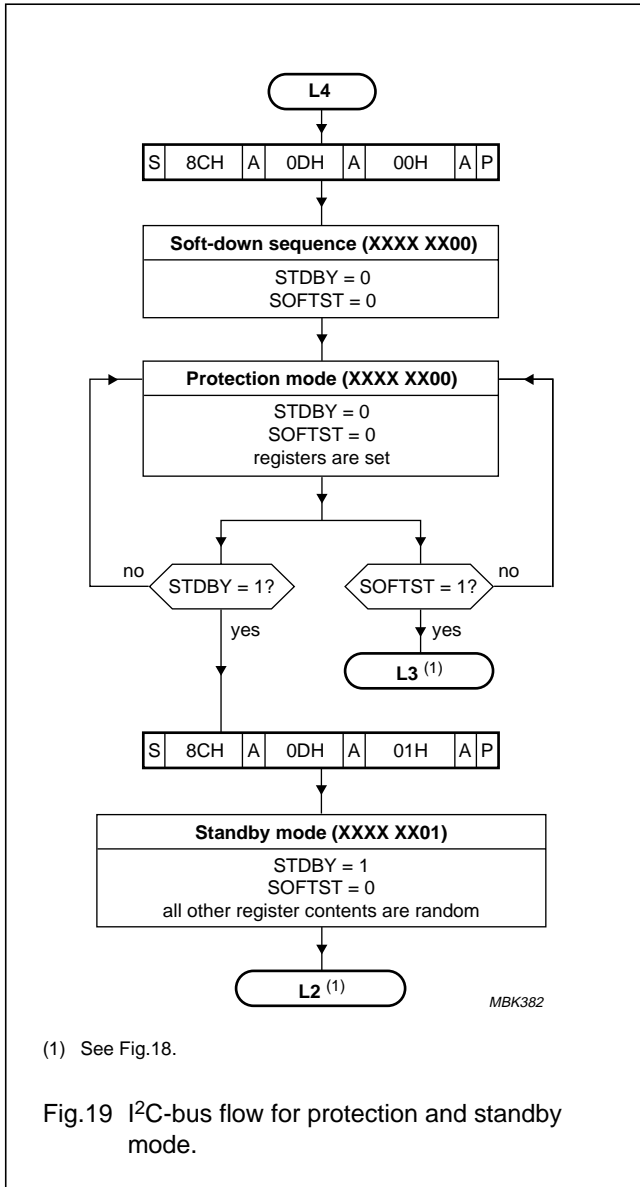 L4
S 8CH A 0DH A 00H A P
Soft-down sequence (XXXX XX00)
STDBY = 0
SOFTST = 0
Protection mode (XXXX XX00)
STDBY = 0
SOFTST = 0
registers are set
no STDBY = 1? SOFTST = 1? no
yes yes
L3 (1)
S 8CH A 0DH A 01H A P
Standby mode (XXXX XX01)
STDBY = 1
SOFTST = 0
all other register contents are random
L2 (1)
MBK382
(1) See Fig.18.
Fig.19 I²C-bus flow for protection and standby
mode.